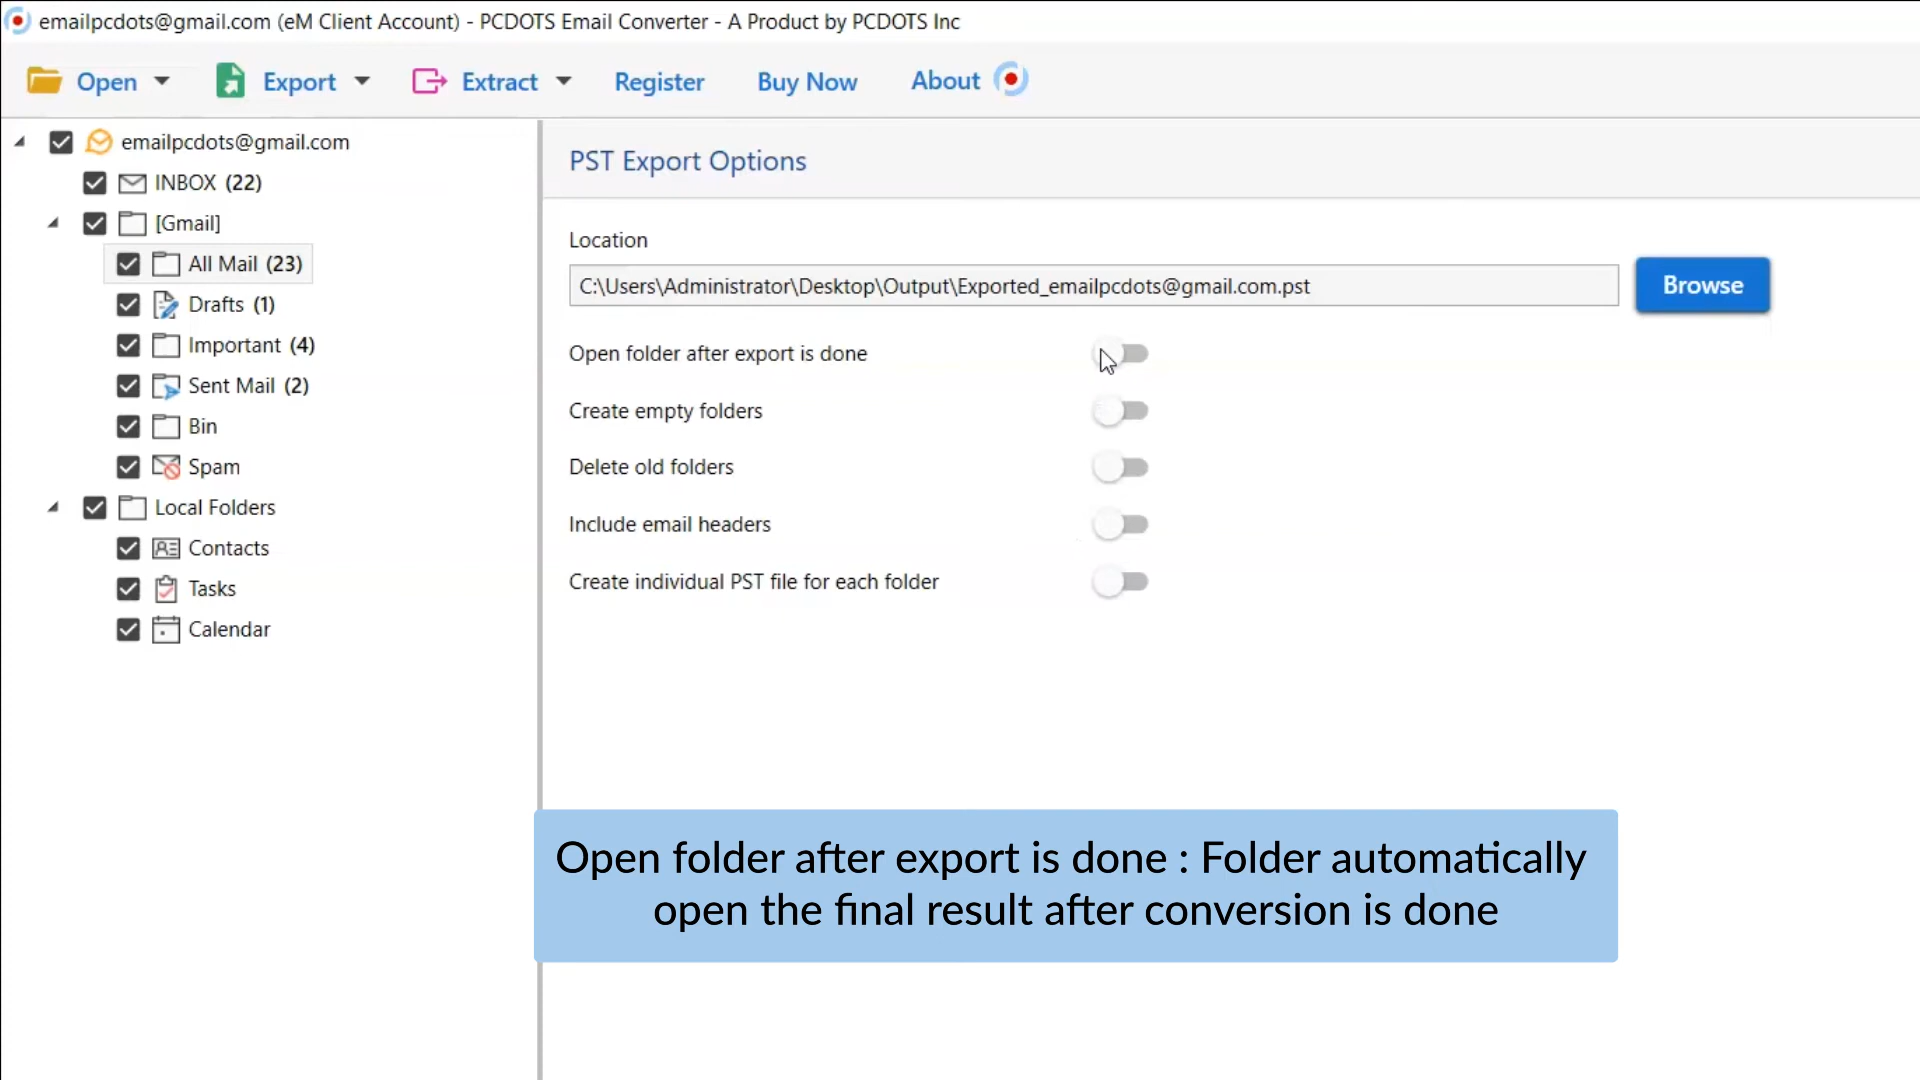 emailpcdots@gmail.com (eM Client Account) - PCDOTS Email Converter - A Product by PCDOTS Inc
Open Export Extract Register Buy Now About
emailpcdots@gmail.com
INBOX (22)
[Gmail]
All Mail (23)
Drafts (1)
Important (4)
Sent Mail (2)
Bin
Spam
Local Folders
Contacts
Tasks
Calendar
PST Export Options
Location
C:\Users\Administrator\Desktop\Output\Exported_emailpcdots@gmail.com.pst
Browse
Open folder after export is done
Create empty folders
Delete old folders
Include email headers
Create individual PST file for each folder
Open folder after export is done : Folder automatically
open the final result after conversion is done